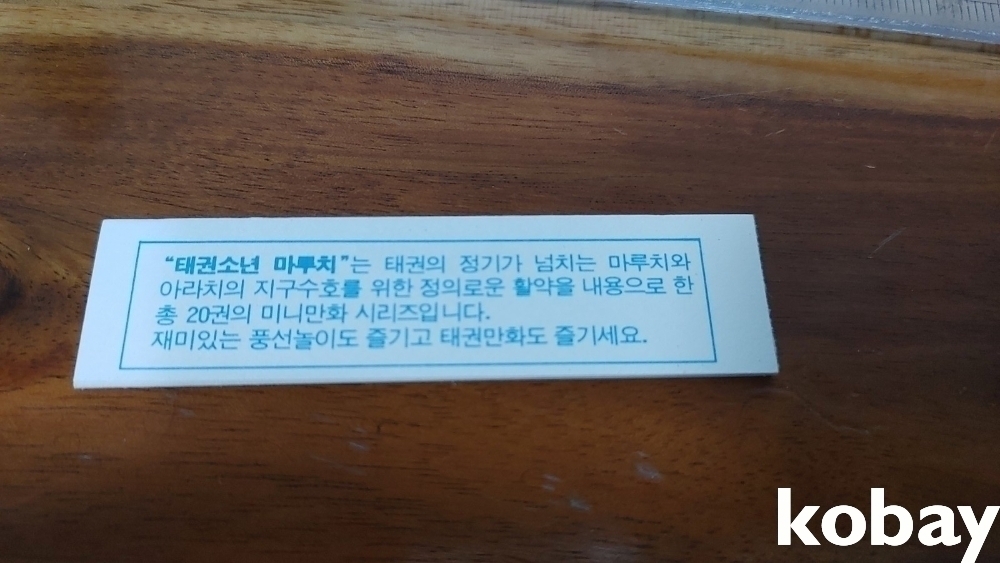 “태권소년 마루치”는 태권의 정기가 넘치는 마루치와
아라치의 지구수호를 위한 정의로운 활약을 내용으로 한
총 20권의 미니만화 시리즈입니다.
재미있는 풍선놀이도 즐기고 태권만화도 즐기세요.
kobay